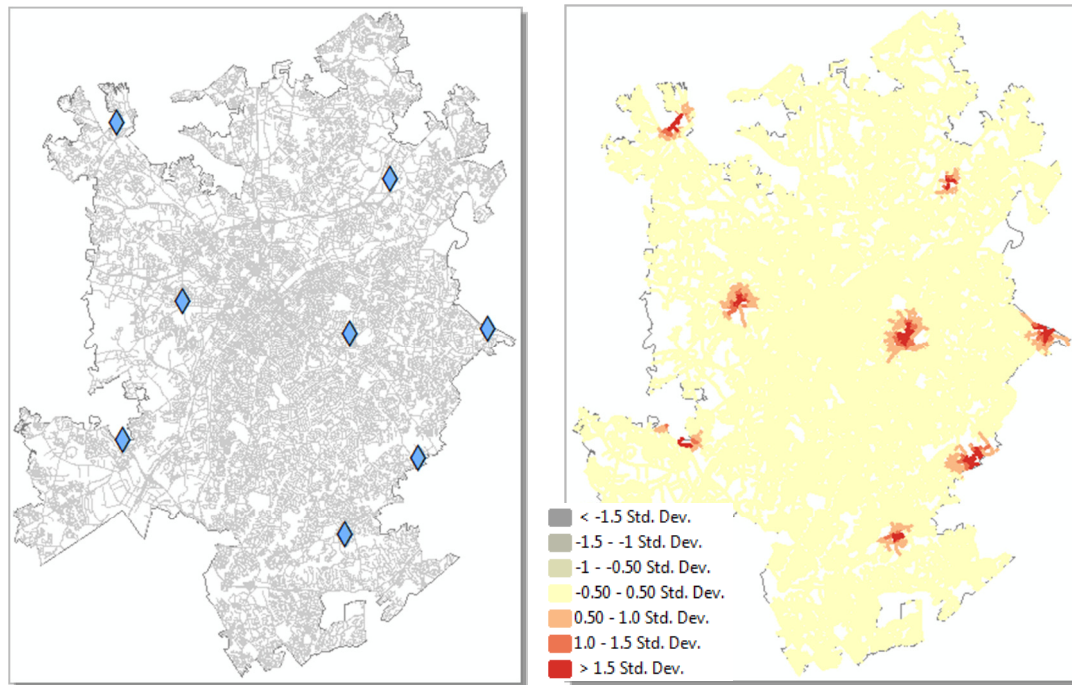 < -1.5 Std. Dev.
-1.5 - -1 Std. Dev.
-1 - -0.50 Std. Dev.
-0.50 - 0.50 Std. Dev.
0.50 - 1.0 Std. Dev.
1.0 - 1.5 Std. Dev.
> 1.5 Std. Dev.